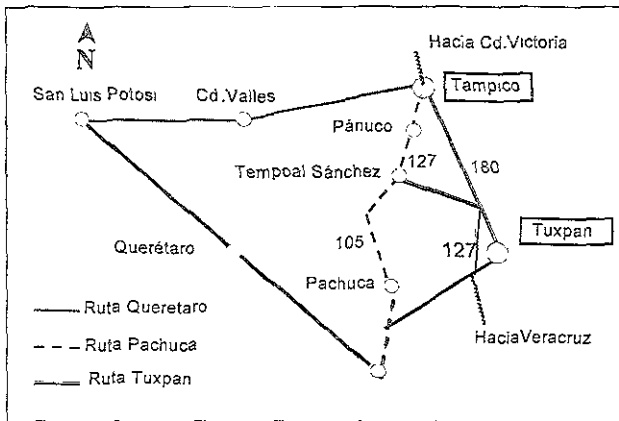 Hacia Cd.Victoria
N
San Luis Potosi
Cd.Valles
Tampico
Pánuco
Tempoal Sánchez
127
180
Querétaro
105
127
Tuxpan
Pachuca
Ruta Queretaro
HaciaVeracruz
Ruta Pachuca
Ruta Tuxpan